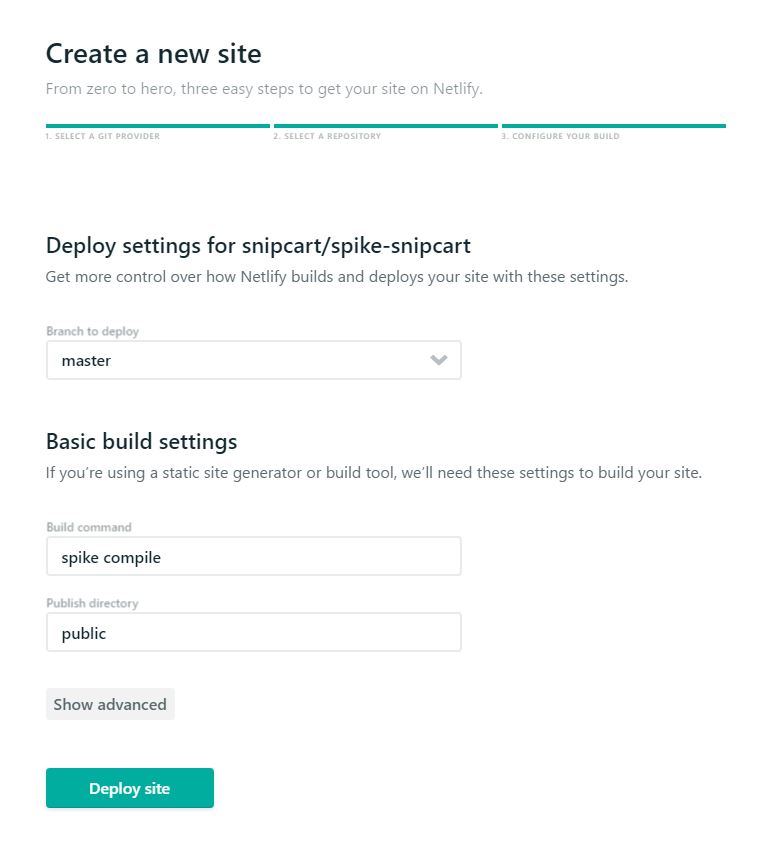 Create a new site
From zero to hero, three easy steps to get your site on Netlify.
1. SELECT A GIT PROVIDER
2. SELECT A REPOSITORY
3. CONFIGURE YOUR BUILD
Deploy settings for snipcart/spike-snipcart
Get more control over how Netlify builds and deploys your site with these settings.
Branch to deploy
master
Basic build settings
If you’re using a static site generator or build tool, we’ll need these settings to build your site.
Build command
spike compile
Publish directory
public
Show advanced
Deploy site